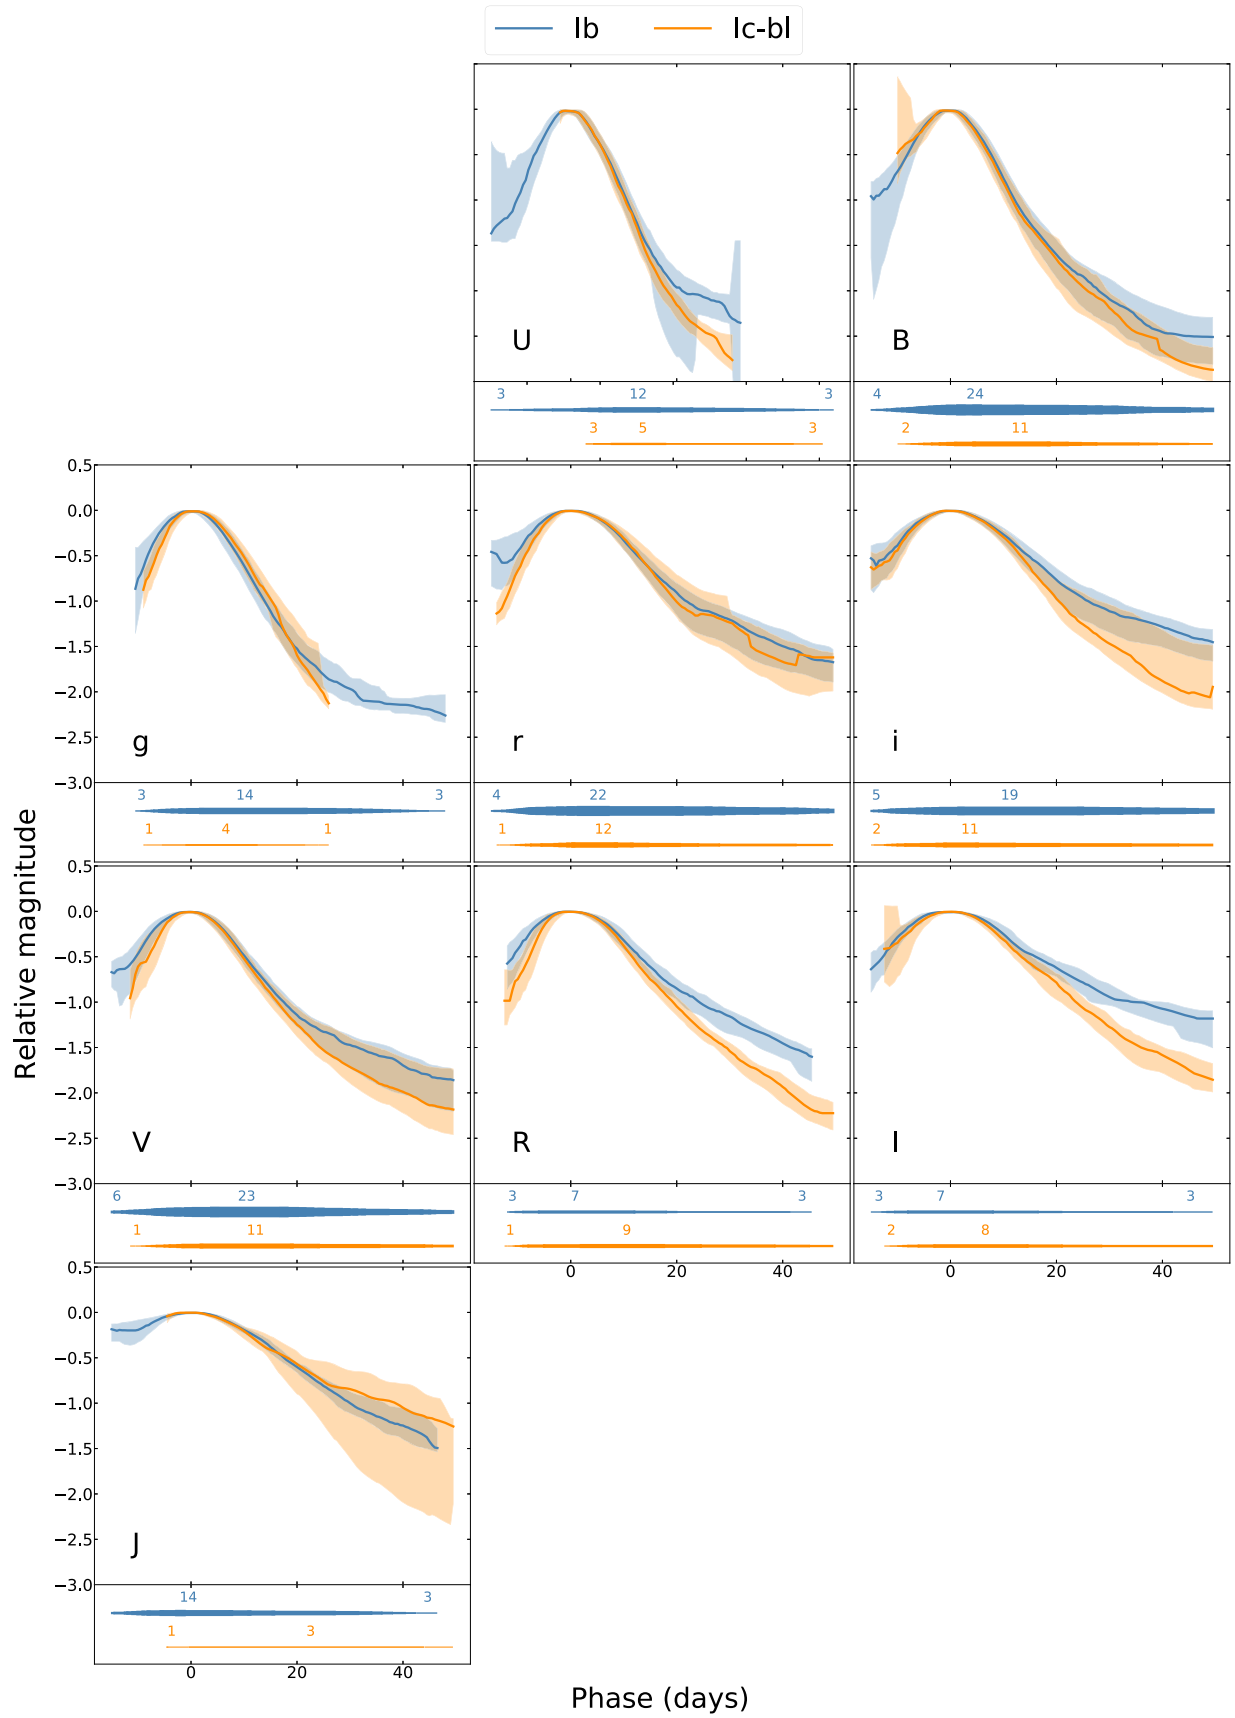 Ib Ic-bl
U B
3 12 3 4 24
3 5 3 2 11
0.5
0.0
−0.5
−1.0
−1.5
−2.0
−2.5
−3.0
g r i
3 14 3 4 22 5 19
1 4 1 1 12 2 11
Relative magnitude
0.5
0.0
−0.5
−1.0
−1.5
−2.0
−2.5
−3.0
V R I
6 23 3 7 3 3 7 3
1 11 1 9 2 8
0 20 40 0 20 40
0.5
0.0
−0.5
−1.0
−1.5
−2.0
−2.5
−3.0
J
14 3
1 3
0 20 40
Phase (days)